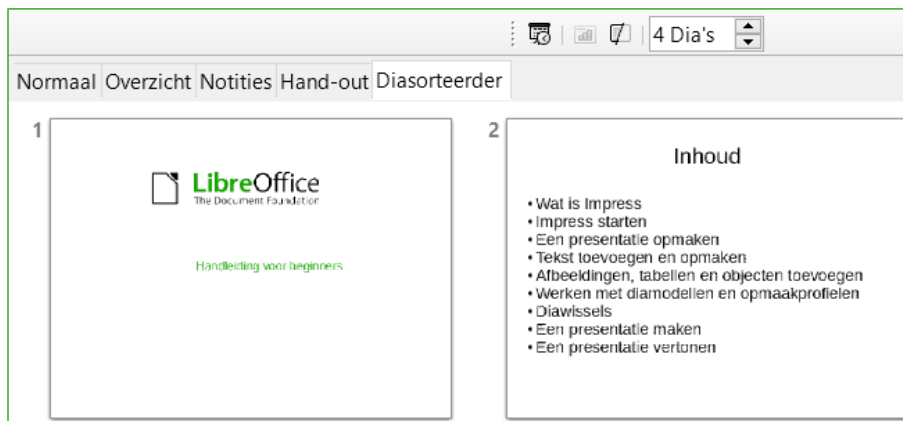 4 Dia's
Normaal Overzicht Notities Hand-out Diasorteerder
1
LibreOffice
The Document Foundation
Handleiding voor beginners
2
Inhoud
• Wat is Impress
• Impress starten
• Een presentatie opmaken
• Tekst toevoegen en opmaken
• Afbeeldingen, tabellen en objecten toevoegen
• Werken met diamodellen en opmaakprofielen
• Diawissels
• Een presentatie maken
• Een presentatie vertonen